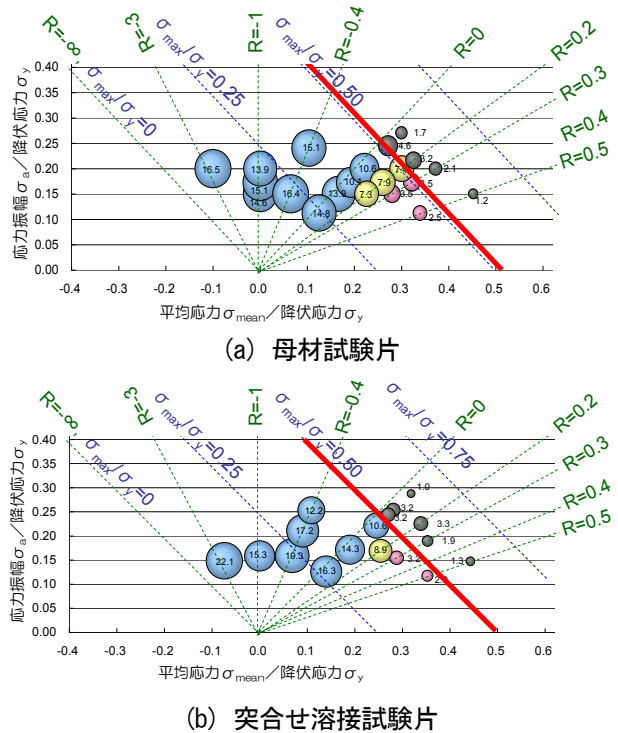 R=-∞
R=-3
R=-1
R=-0.4
R=0
R=0.2
R=0.3
R=0.4
R=0.5
σmax/σy=0
σmax/σy=0.25
σmax/σy=0.50
応力振幅σa/降伏応力σy
0.40
0.35
0.30
0.25
0.20
0.15
0.10
0.05
0.00
15.1
1.7
4.6
16.5
13.9
10.6
3.2
2.1
15.1
14.6
16.4
13.9
10.1
7.3
7.9
3.5
1.2
14.8
2.5
-0.4 -0.3 -0.2 -0.1 0.0 0.1 0.2 0.3 0.4 0.5 0.6
平均応力σmean/降伏応力σy
(a) 母材試験片
R=-∞
R=-3
R=-1
R=-0.4
R=0
R=0.2
R=0.3
R=0.4
R=0.5
σmax/σy=0
σmax/σy=0.25
σmax/σy=0.50
σmax/σy=0.75
応力振幅σa/降伏応力σy
0.40
0.35
0.30
0.25
0.20
0.15
0.10
0.05
0.00
1.0
12.2
3.2
3.2
17.2
10.6
3.3
22.1
15.3
19.3
14.3
8.9
1.9
3.2
1.3
16.3
-0.4 -0.3 -0.2 -0.1 0.0 0.1 0.2 0.3 0.4 0.5 0.6
平均応力σmean/降伏応力σy
(b) 突合せ溶接試験片